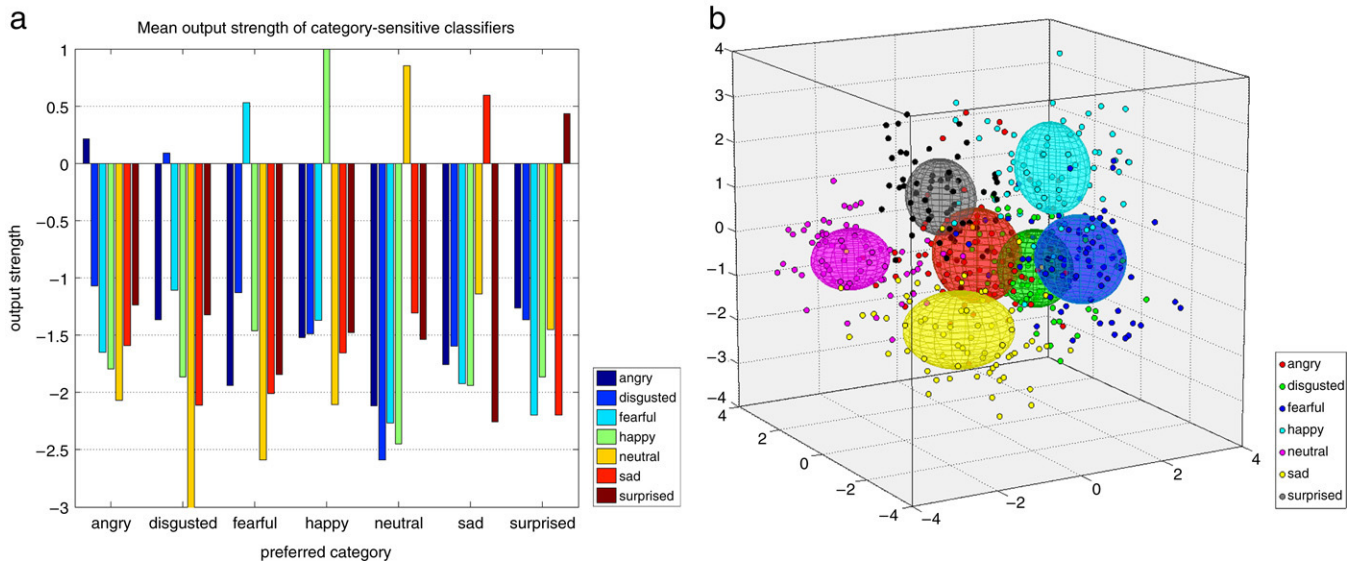 a
Mean output strength of category-sensitive classifiers
1
0.5
0
−0.5
−1
−1.5
−2
−2.5
−3
output strength
angry disgusted fearful happy neutral sad surprised
preferred category
angry
disgusted
fearful
happy
neutral
sad
surprised
b
4
3
2
1
0
−1
−2
−3
−4
2
0
−2
−4
−4
−2
0
2
4
angry
disgusted
fearful
happy
neutral
sad
surprised